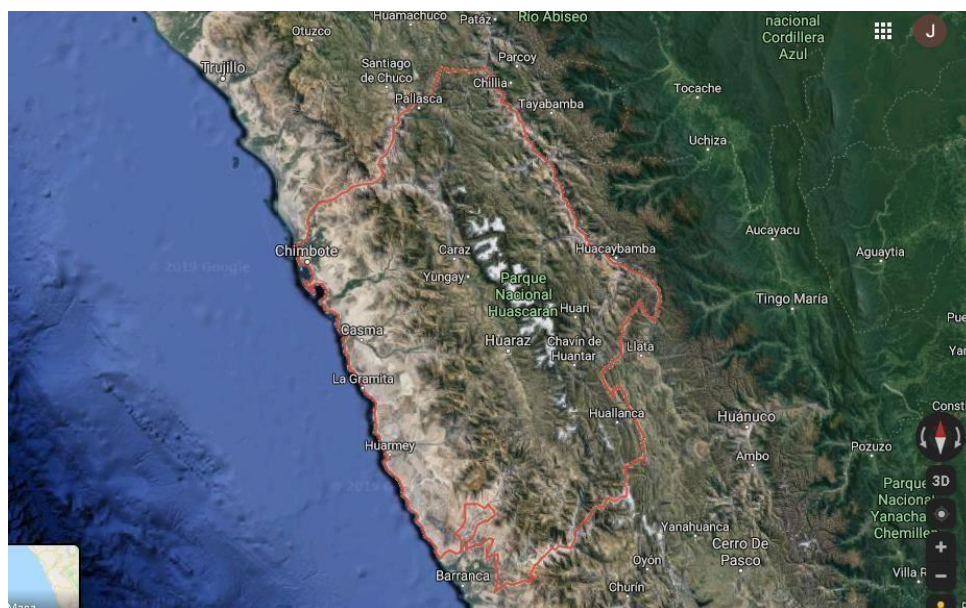 Huamachuco
Pataz
Río Abiseo
nacional
Cordillera
Azul
J
Otuzco
Trujillo
Santiago
de Chuco
Parcoy
Chillia
Pallasca
Tayabamba
Tocache
Uchiza
Chimbote
Caraz
Huacaybamba
Aucayacu
Aguaytia
© 2019 Google
Yungay
Parque
Nacional
Huascarán
Huari
Tingo María
Casma
Huaraz
Chavín de
Huantar
Llata
La Gramita
Huallanca
Huánuco
Huarmey
Ambo
Pozuzo
3D
Parque
Nacional
Yanacha
Chemillen
Yanahuanca
Cerro De
Pasco
Oyón
Barranca
Churín
Villa R